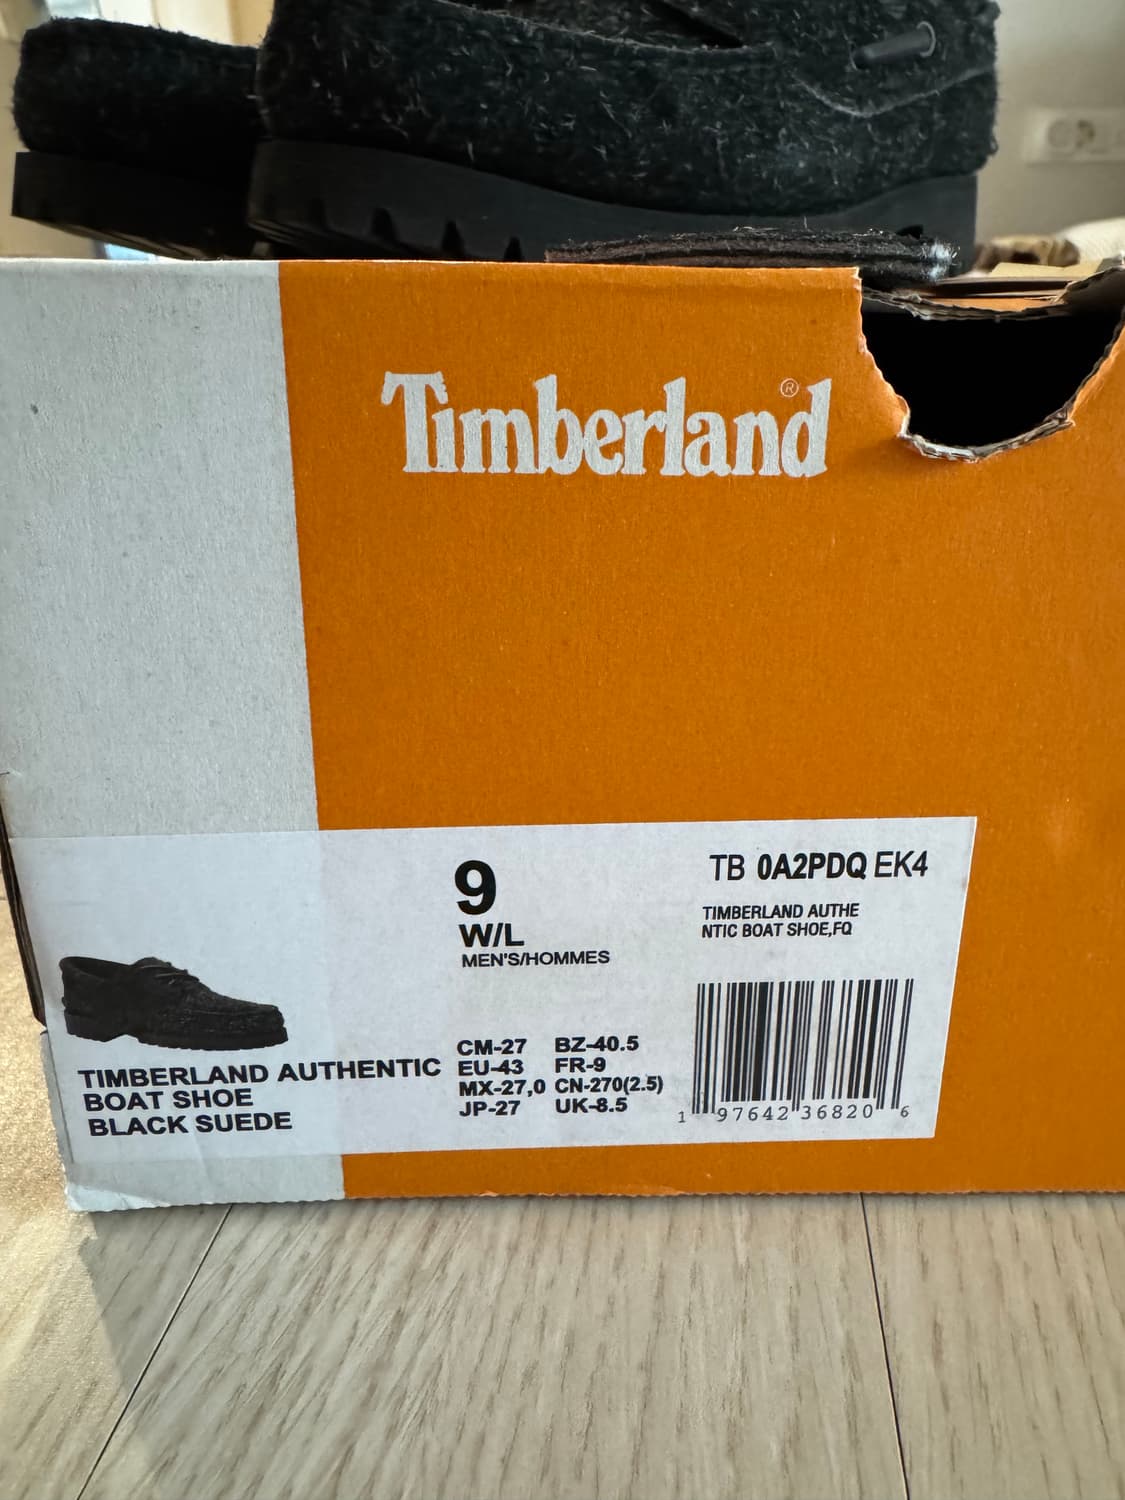 Timberland®
9
W/L
MEN'S/HOMMES
TB 0A2PDQ EK4
TIMBERLAND AUTHE
NTIC BOAT SHOE,FQ
TIMBERLAND AUTHENTIC
BOAT SHOE
BLACK SUEDE
CM-27 BZ-40.5
EU-43 FR-9
MX-27,0 CN-270(2.5)
JP-27 UK-8.5
1 97642 36820 6